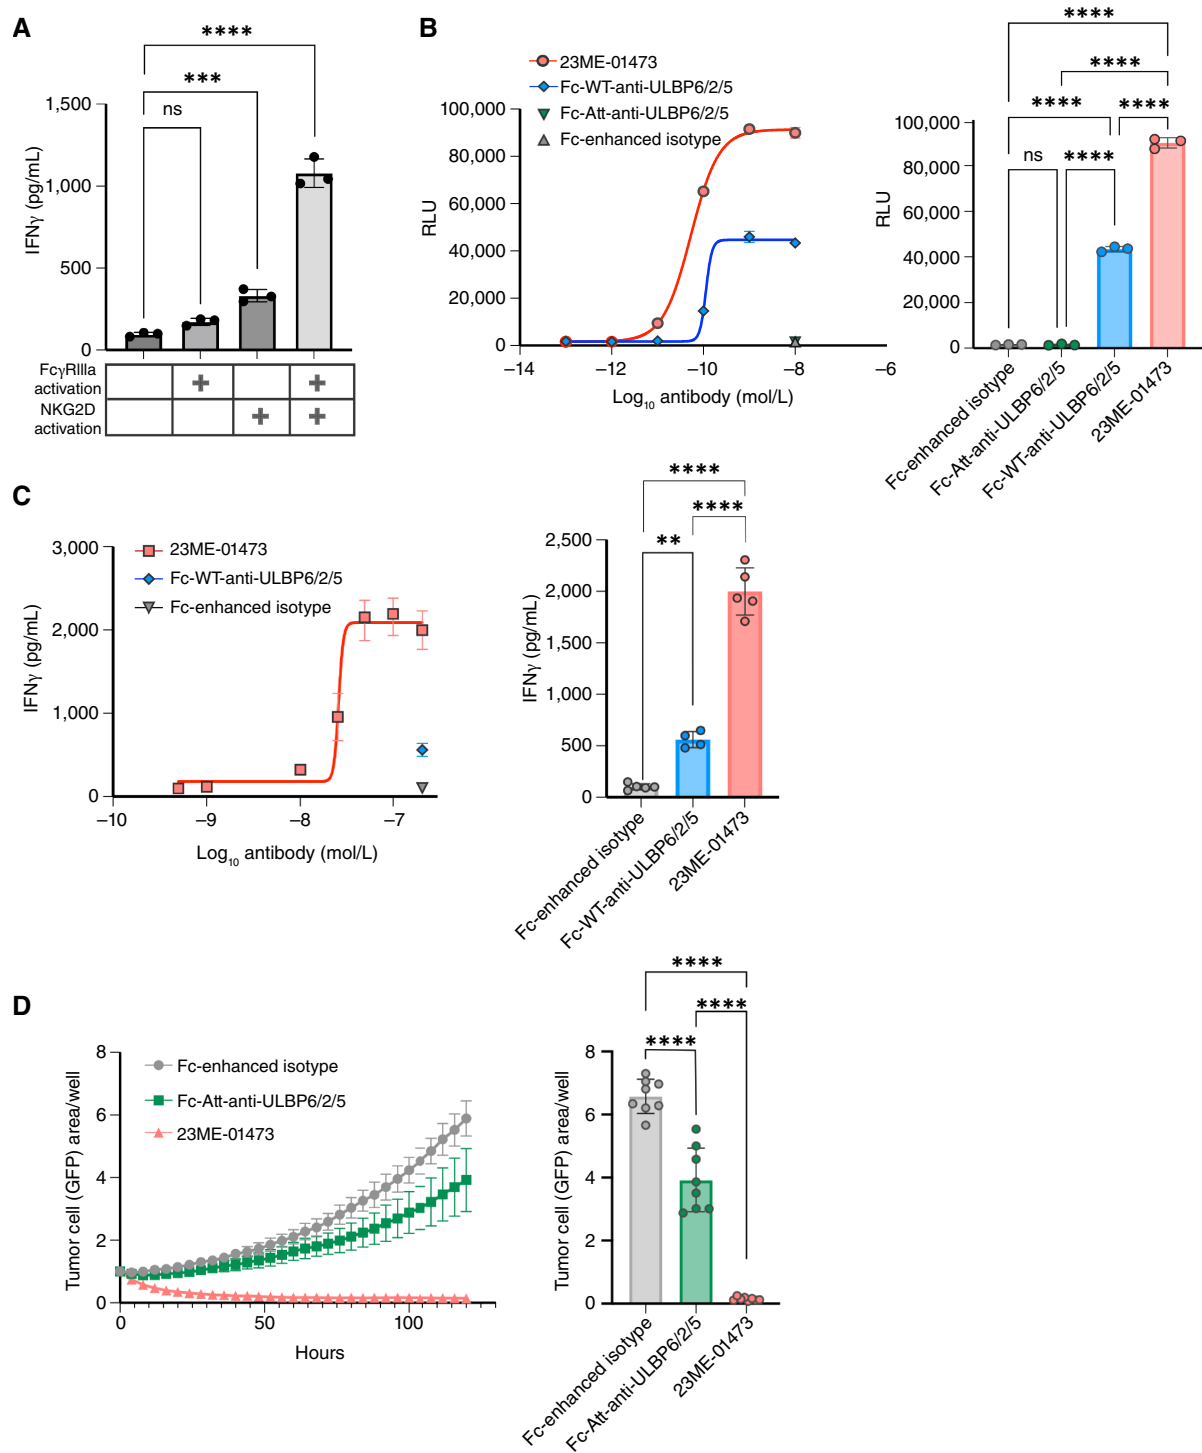 A
****
***
ns
1,500
1,000
500
0
IFNγ (pg/mL)
FcγRIIIa
activation
+
+
NKG2D
activation
+
+
B
23ME-01473
Fc-WT-anti-ULBP6/2/5
Fc-Att-anti-ULBP6/2/5
Fc-enhanced isotype
100,000
80,000
60,000
40,000
20,000
0
RLU
–14
–12
–10
–8
–6
Log10 antibody (mol/L)
****
****
****
****
ns
****
100,000
80,000
60,000
40,000
20,000
0
RLU
Fc-enhanced isotype
Fc-Att-anti-ULBP6/2/5
Fc-WT-anti-ULBP6/2/5
23ME-01473
C
3,000
2,000
1,000
0
IFNγ (pg/mL)
23ME-01473
Fc-WT-anti-ULBP6/2/5
Fc-enhanced isotype
–10
–9
–8
–7
Log10 antibody (mol/L)
****
****
**
2,500
2,000
1,500
1,000
500
0
IFNγ (pg/mL)
Fc-enhanced isotype
Fc-WT-anti-ULBP6/2/5
23ME-01473
D
8
6
4
2
0
Tumor cell (GFP) area/well
Fc-enhanced isotype
Fc-Att-anti-ULBP6/2/5
23ME-01473
0
50
100
Hours
****
****
****
8
6
4
2
0
Tumor cell (GFP) area/well
Fc-enhanced isotype
Fc-Att-anti-ULBP6/2/5
23ME-01473